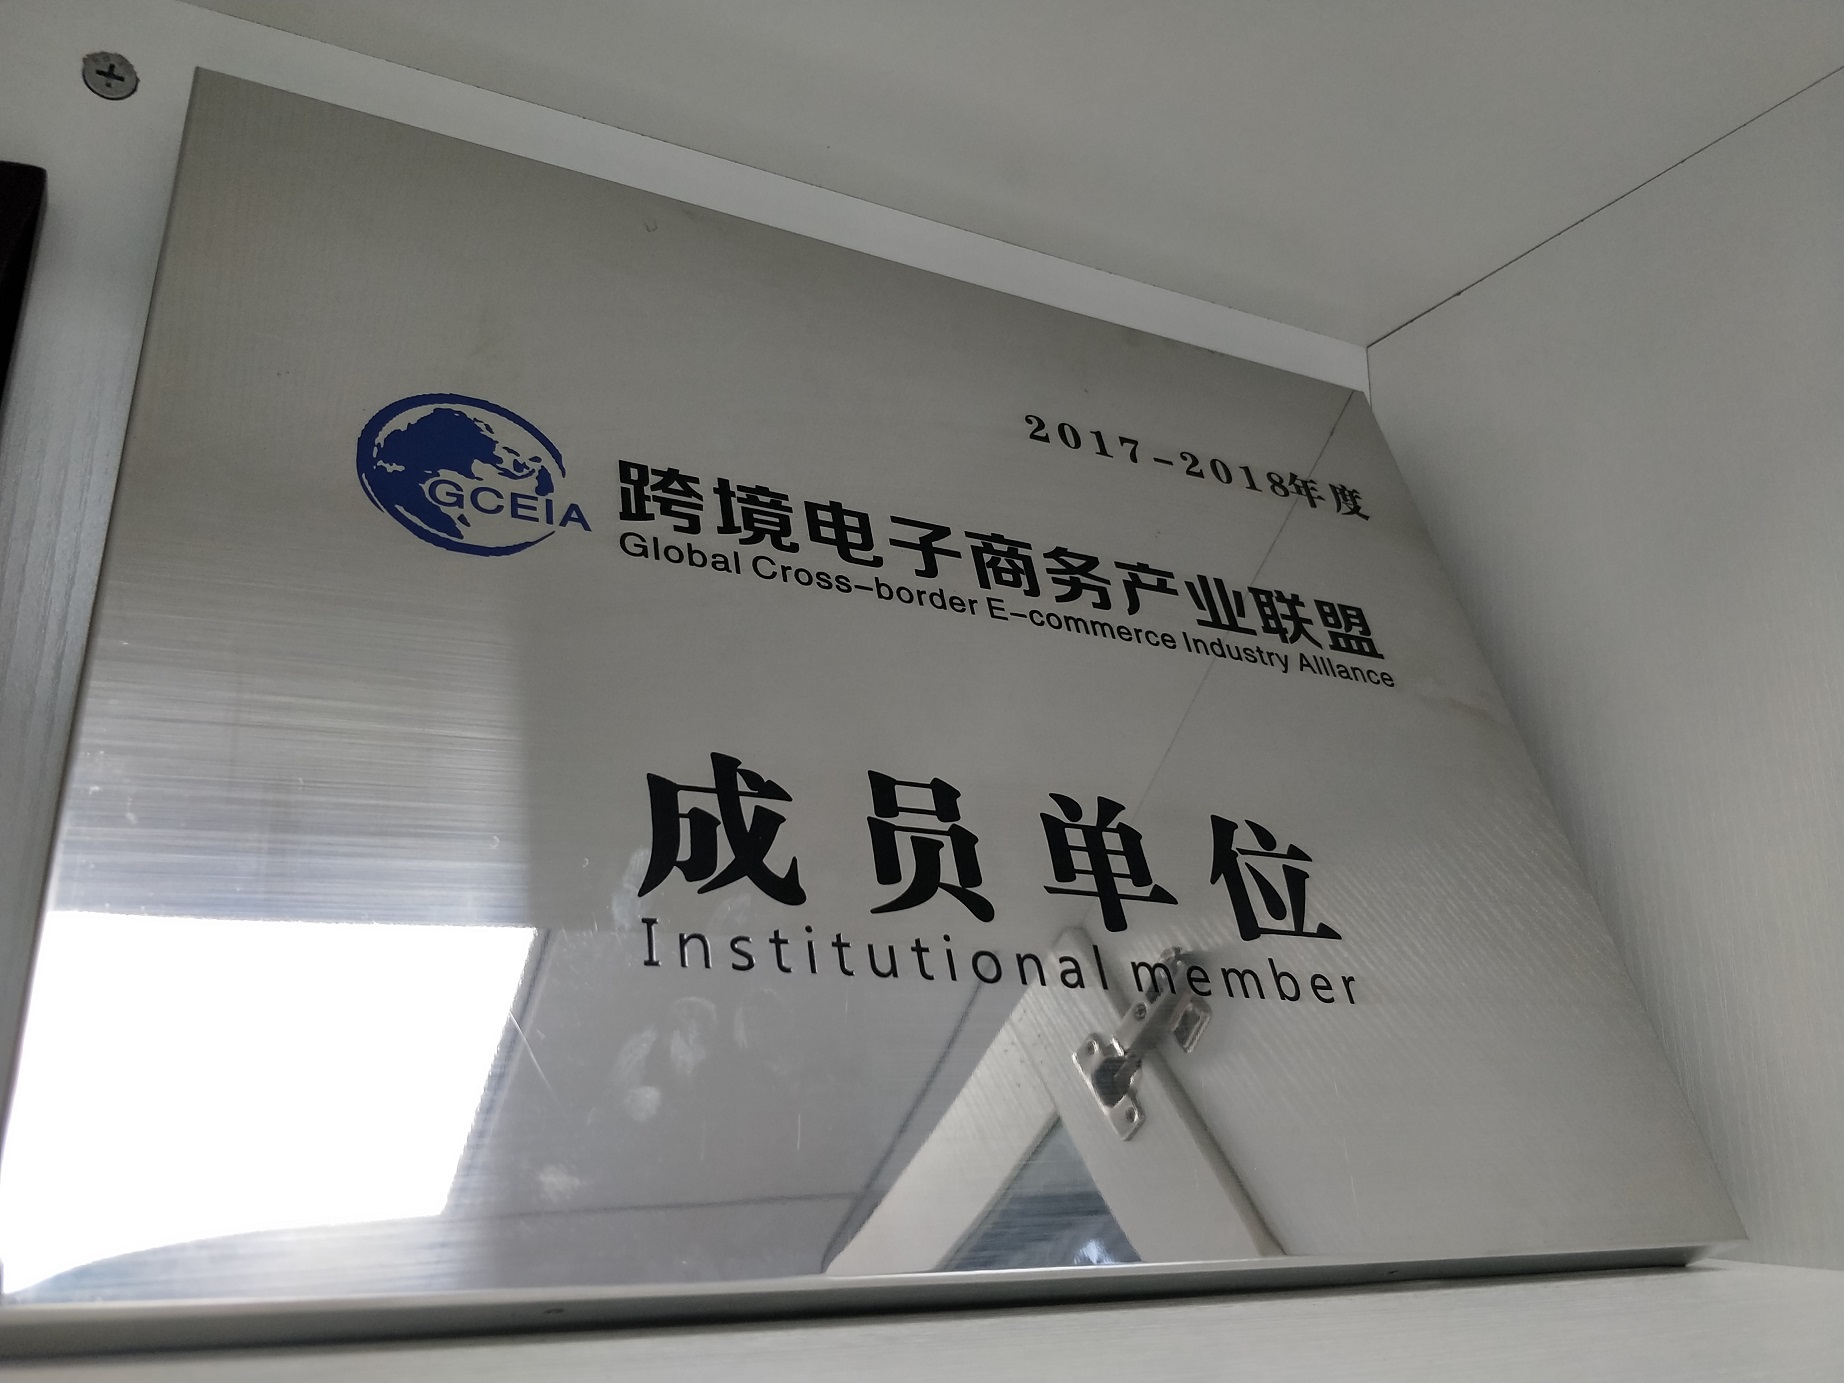 2017-2018年度
GCEIA
跨境电子商务产业联盟
Global Cross-border E-commerce Industry Alllance
成员单位
Institutional member